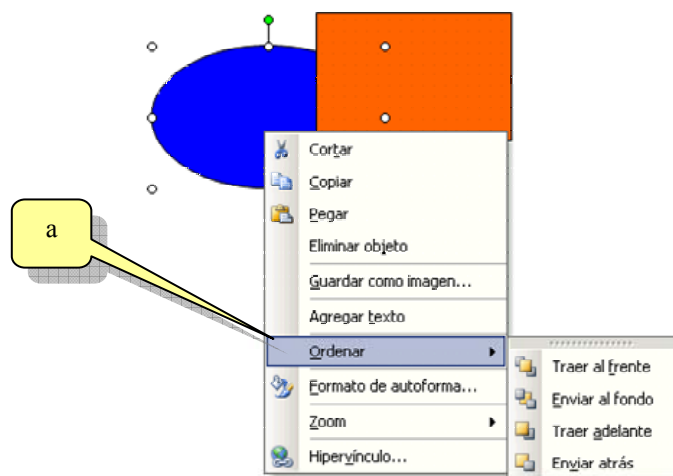 a
Cortar
Copiar
Pegar
Eliminar objeto
Guardar como imagen...
Agregar texto
Ordenar
Formato de autoforma...
Zoom
Hipervínculo...
Traer al frente
Enviar al fondo
Traer adelante
Enviar atrás